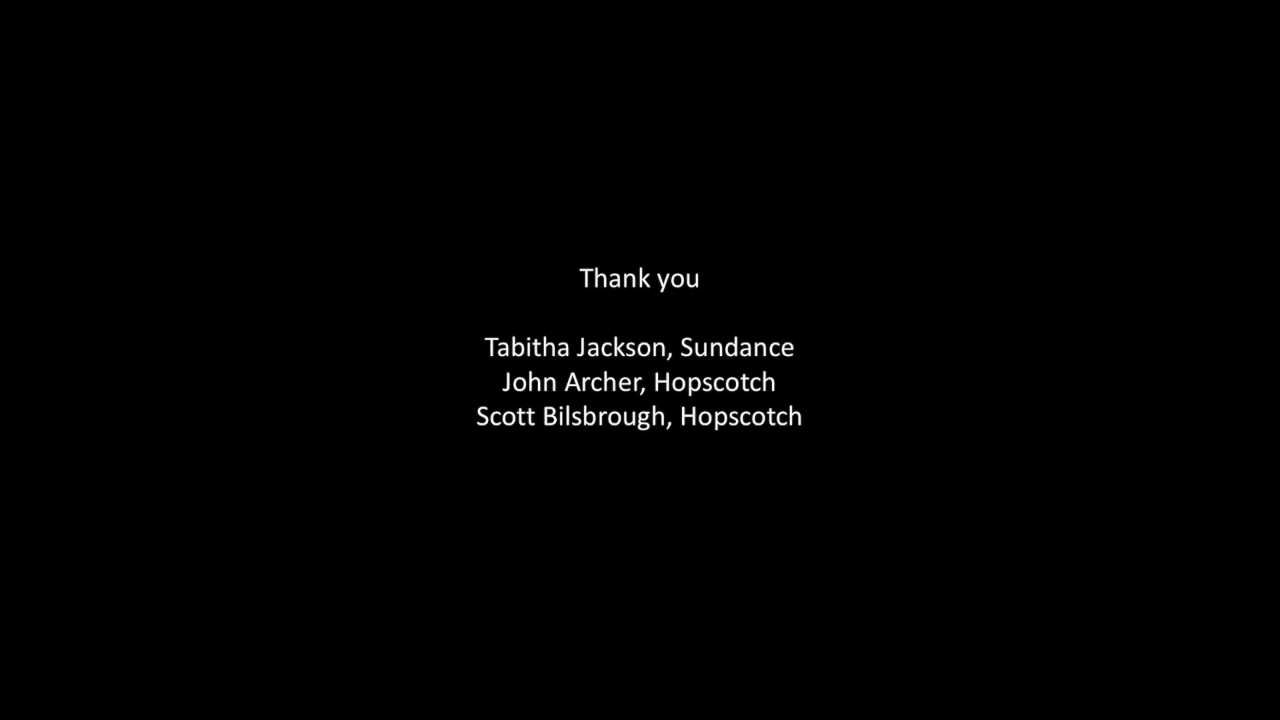 Thank you
Tabitha Jackson, Sundance
John Archer, Hopscotch
Scott Bilsbrough, Hopscotch